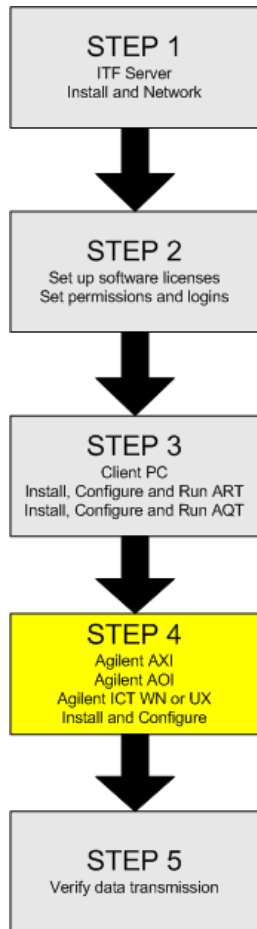 STEP 1
ITF Server
Install and Network
STEP 2
Set up software licenses
Set permissions and logins
STEP 3
Client PC
Install, Configure and Run ART
Install, Configure and Run AQT
STEP 4
Agilent AXI
Agilent AOI
Agilent ICT WN or UX
Install and Configure
STEP 5
Verify data transmission